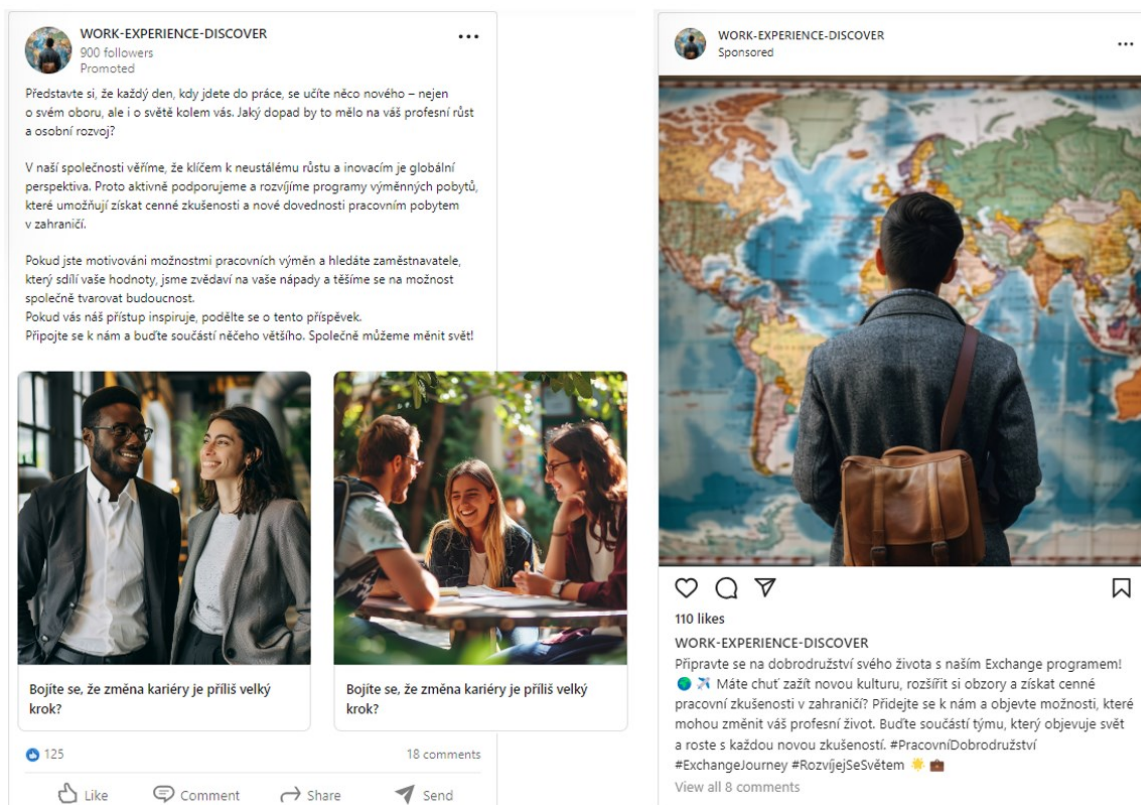 WORK-EXPERIENCE-DISCOVER
900 followers
Promoted
Představte si, že každý den, kdy jdete do práce, se učíte něco nového – nejen
o svém oboru, ale i o světě kolem vás. Jaký dopad by to mělo na váš profesní růst
a osobní rozvoj?
V naší společnosti věříme, že klíčem k neustálému růstu a inovacím je globální
perspektiva. Proto aktivně podporujeme a rozvíjíme programy výměnných pobytů,
které umožňují získat cenné zkušenosti a nové dovednosti pracovním pobytem
v zahraničí.
Pokud jste motivováni možnostmi pracovních výměn a hledáte zaměstnavatele,
který sdílí vaše hodnoty, jsme zvědaví na vaše nápady a těšíme se na možnost
společně tvarovat budoucnost.
Pokud vás náš přístup inspiruje, podělte se o tento příspěvek.
Připojte se k nám a buďte součástí něčeho většího. Společně můžeme měnit svět!
Bojíte se, že změna kariéry je příliš velký
krok?
Bojíte se, že změna kariéry je příliš velký
krok?
125
18 comments
Like
Comment
Share
Send
WORK-EXPERIENCE-DISCOVER
Sponsored
110 likes
WORK-EXPERIENCE-DISCOVER
Připravte se na dobrodružství svého života s naším Exchange programem!
🌍 ✈️ Máte chuť zažít novou kulturu, rozšířit si obzory a získat cenné
pracovní zkušenosti v zahraničí? Přidejte se k nám a objevte možnosti, které
mohou změnit váš profesní život. Buďte součástí týmu, který objevuje svět
a roste s každou novou zkušeností. #PracovníDobrodružství
#ExchangeJourney #RozvíjejSeSvětem 🌟 💼
View all 8 comments